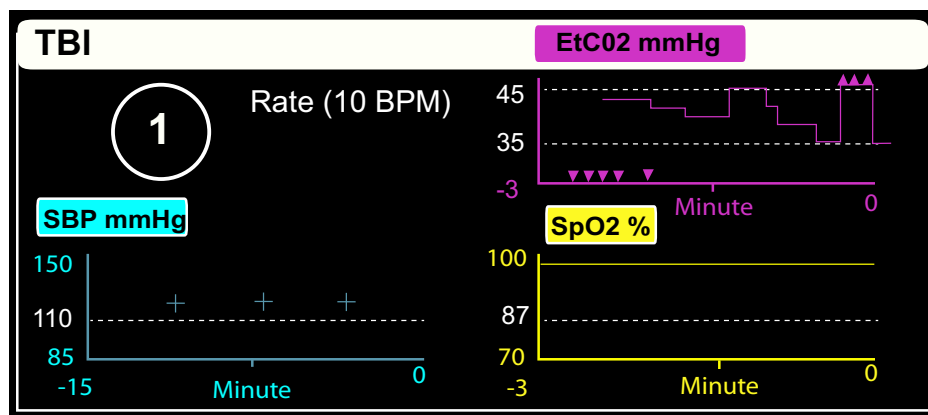 TBI
EtC02 mmHg
1
Rate (10 BPM)
45
35
-3
Minute
0
SBP mmHg
150
110
85
-15
Minute
0
SpO2 %
100
87
70
-3
Minute
0